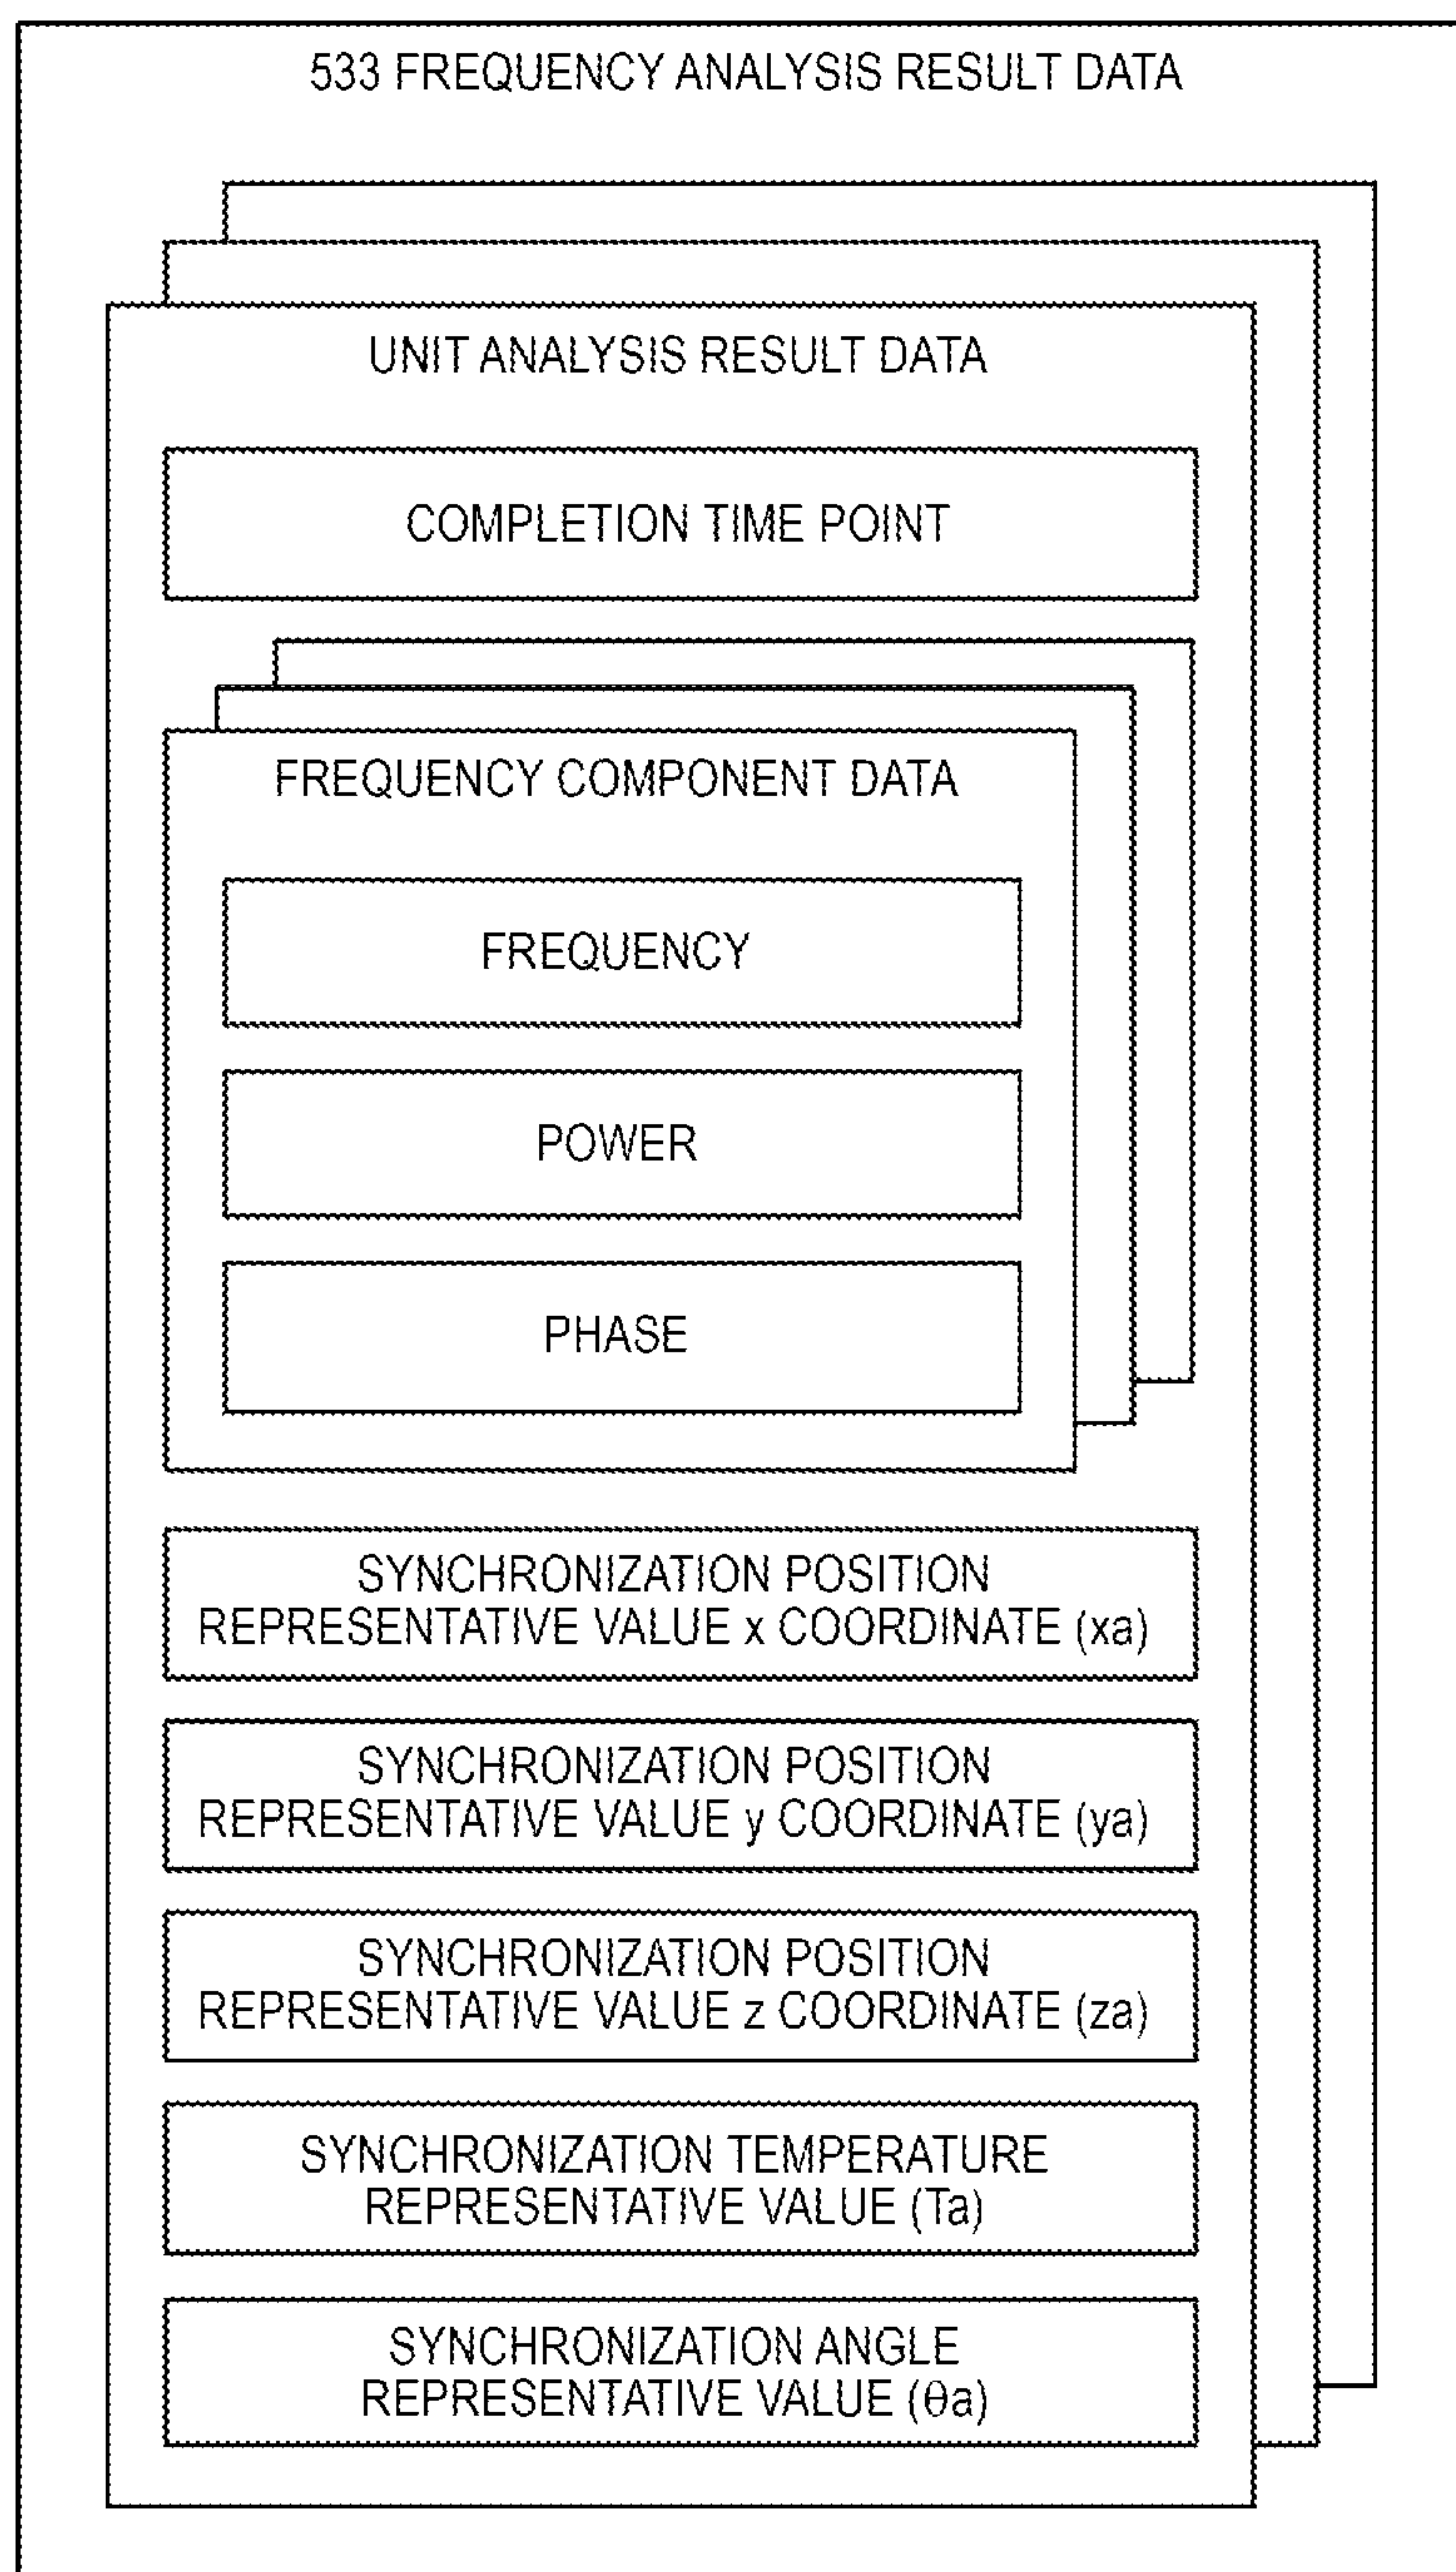 533 FREQUENCY ANALYSIS RESULT DATA
UNIT ANALYSIS RESULT DATA
COMPLETION TIME POINT
FREQUENCY COMPONENT DATA
FREQUENCY
POWER
PHASE
SYNCHRONIZATION POSITION
REPRESENTATIVE VALUE x COORDINATE (xa)
SYNCHRONIZATION POSITION
REPRESENTATIVE VALUE y COORDINATE (ya)
SYNCHRONIZATION POSITION
REPRESENTATIVE VALUE z COORDINATE (za)
SYNCHRONIZATION TEMPERATURE
REPRESENTATIVE VALUE (Ta)
SYNCHRONIZATION ANGLE
REPRESENTATIVE VALUE (θa)